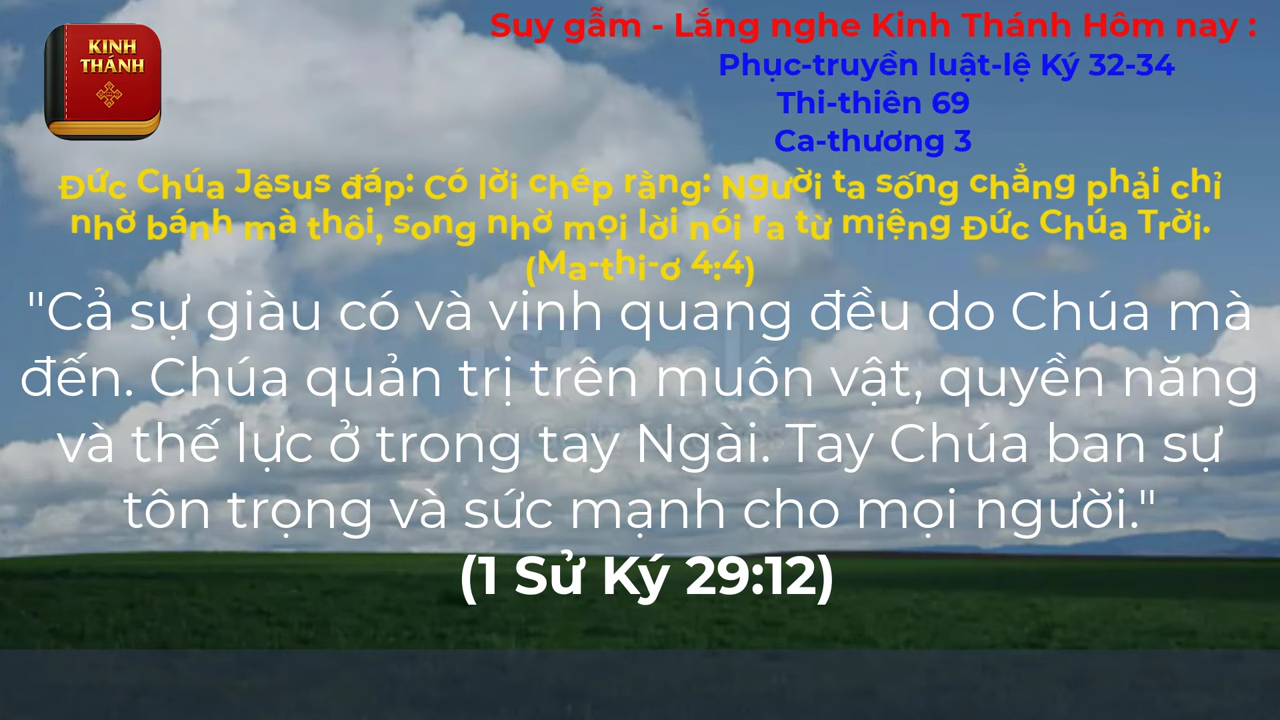 KINH
THÁNH
Suy gẫm - Lắng nghe Kinh Thánh Hôm nay :
Phục-truyền luật-lệ Ký 32-34
Thi-thiên 69
Ca-thương 3
Đức Chúa Jêsus đáp: Có lời chép rằng: Người ta sống chẳng phải chỉ
nhờ bánh mà thôi, song nhờ mọi lời nói ra từ miệng Đức Chúa Trời.
(Ma-thi-ơ 4:4)
"Cả sự giàu có và vinh quang đều do Chúa mà
đến. Chúa quản trị trên muôn vật, quyền năng
và thế lực ở trong tay Ngài. Tay Chúa ban sự
tôn trọng và sức mạnh cho mọi người."
(1 Sử Ký 29:12)